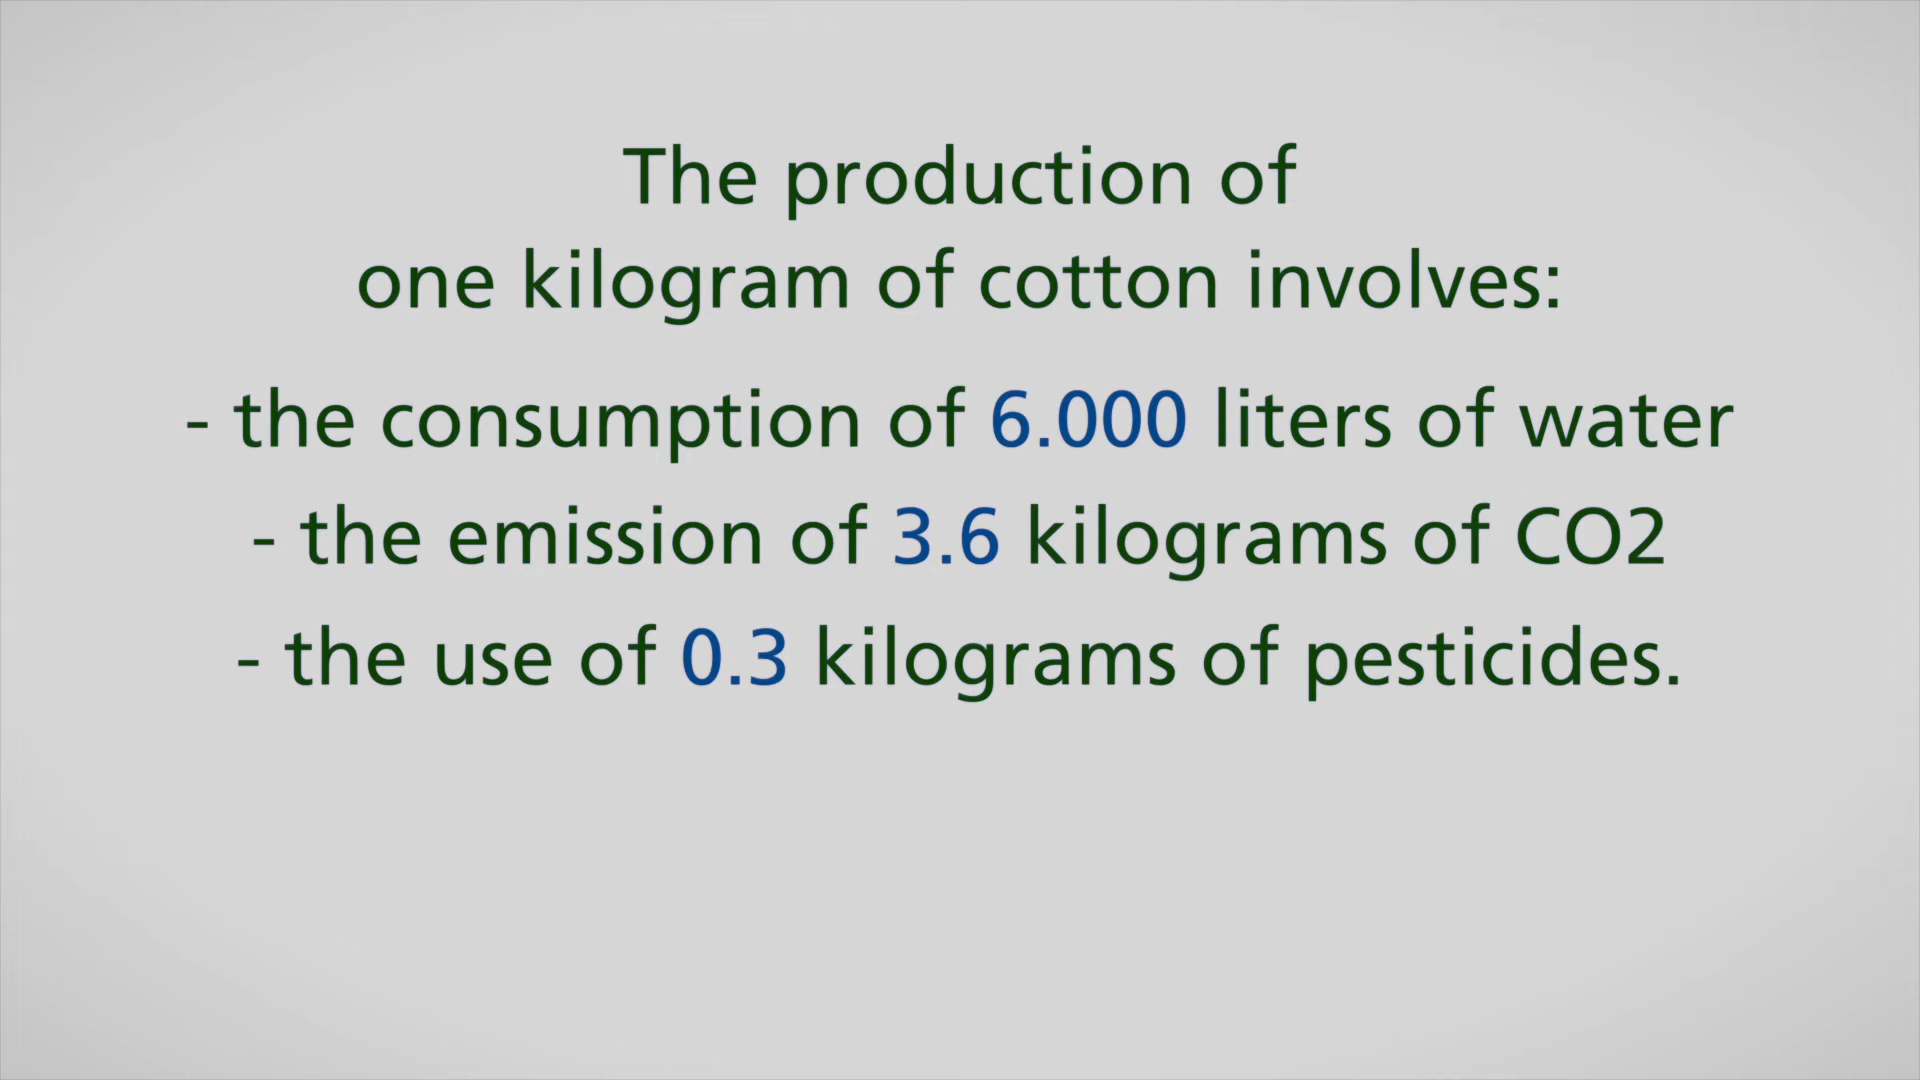 The production of
one kilogram of cotton involves:
- the consumption of 6.000 liters of water
- the emission of 3.6 kilograms of CO2
- the use of 0.3 kilograms of pesticides.